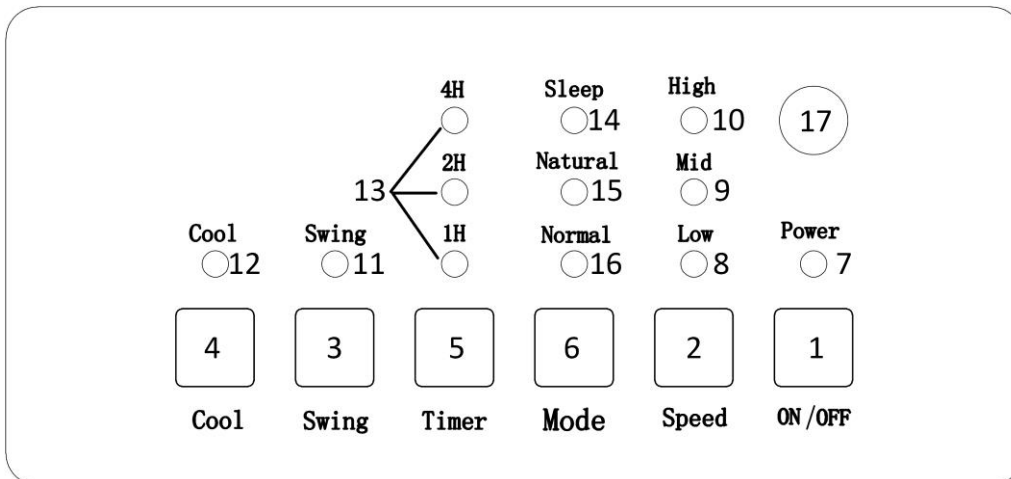 4H Sleep High
14 10 17
2H Natural Mid
13 15 9
Cool Swing 1H Normal Low Power
12 11 16 8 7
4 3 5 6 2 1
Cool Swing Timer Mode Speed ON/OFF